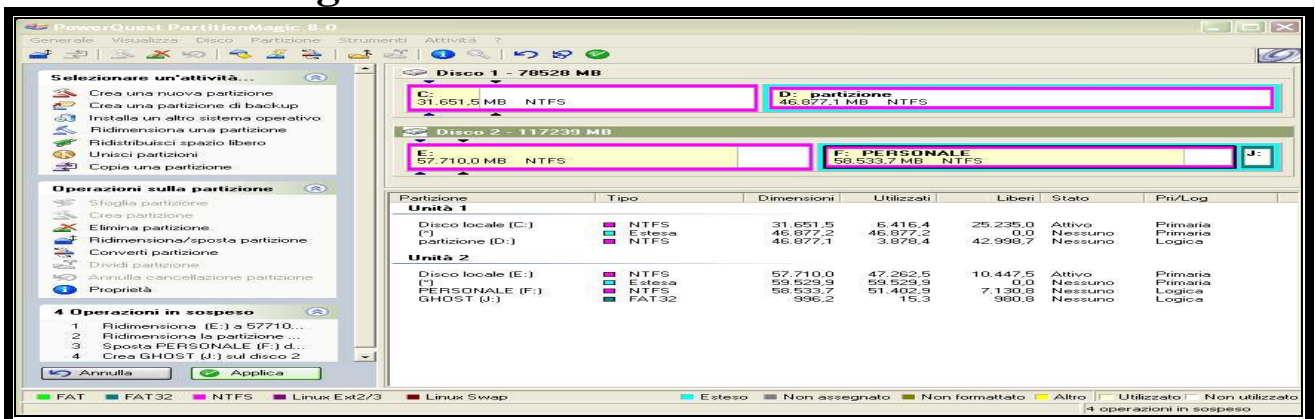 PowerQuest PartitionMagic 8.0
Generale Visualizza Disco Partizione Strumenti Attività ?
Selezionare un'attività...
Crea una nuova partizione
Crea una partizione di backup
Installa un altro sistema operativo
Ridimensiona una partizione
Ridistribuisci spazio libero
Unisci partizioni
Copia una partizione
Operazioni sulla partizione
Sfoglia partizione
Crea partizione
Elimina partizione
Ridimensiona/sposta partizione
Converti partizione
Dividi partizione
Annulla cancellazione partizione
Proprietà
4 Operazioni in sospeso
1 Ridimensiona (E:) a 57710...
2 Ridimensiona la partizione ...
3 Sposta PERSONALE (F:) d...
4 Crea GHOST (J:) sul disco 2
Annulla Applica
Disco 1 - 78528 MB
C: D: partizione
31.651,5 MB NTFS 46.877,1 MB NTFS
Disco 2 - 117239 MB
E: F: PERSONALE J:
57.710,0 MB NTFS 58.533,7 MB NTFS
Partizione Tipo Dimensioni Utilizzati Liberi Stato Pri/Log
Unità 1
Disco locale (C:) NTFS 31.651,5 6.416,4 25.235,0 Attivo Primaria
(*) Estesa 46.877,2 46.877,2 0,0 Nessuno Primaria
partizione (D:) NTFS 46.877,1 3.878,4 42.998,7 Nessuno Logica
Unità 2
Disco locale (E:) NTFS 57.710,0 47.262,5 10.447,5 Attivo Primaria
(*) Estesa 59.529,9 59.529,9 0,0 Nessuno Primaria
PERSONALE (F:) NTFS 58.533,7 51.402,9 7.130,8 Nessuno Logica
GHOST (J:) FAT32 996,2 15,3 980,8 Nessuno Logica
FAT FAT32 NTFS Linux Ext2/3 Linux Swap Esteso Non assegnato Non formattato Altro Utilizzato Non utilizzato
4 operazioni in sospeso